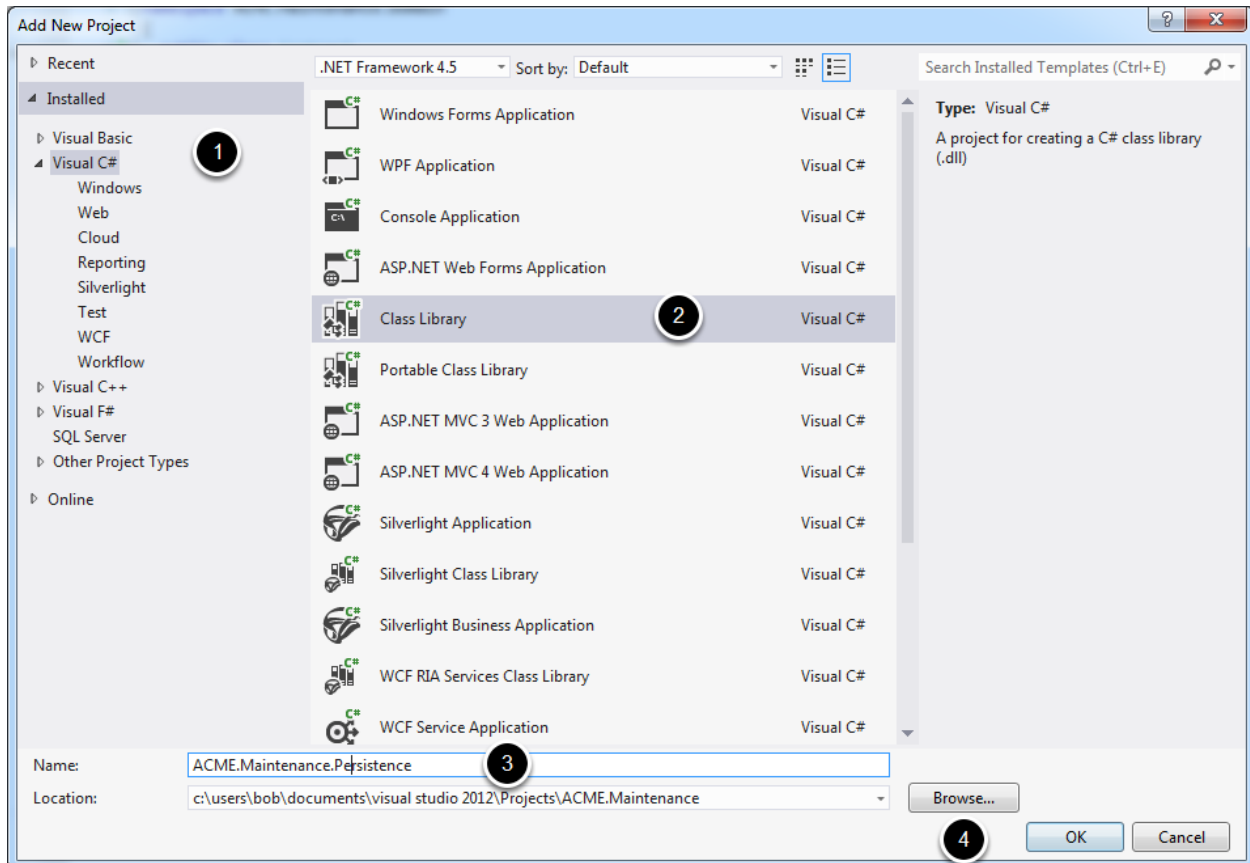 Add New Project
Recent
.NET Framework 4.5
Sort by: Default
Search Installed Templates (Ctrl+E)
Installed
Visual Basic
Visual C#
Windows
Web
Cloud
Reporting
Silverlight
Test
WCF
Workflow
Visual C++
Visual F#
SQL Server
Other Project Types
Online
1
C# Windows Forms Application Visual C#
C# WPF Application Visual C#
C# C:\ Console Application Visual C#
C# ASP.NET Web Forms Application Visual C#
C# Class Library 2 Visual C#
C# Portable Class Library Visual C#
C# ASP.NET MVC 3 Web Application Visual C#
C# ASP.NET MVC 4 Web Application Visual C#
C# Silverlight Application Visual C#
C# Silverlight Class Library Visual C#
C# Silverlight Business Application Visual C#
C# WCF RIA Services Class Library Visual C#
C# WCF Service Application Visual C#
Type: Visual C#
A project for creating a C# class library
(.dll)
Name: ACME.Maintenance.Persistence 3
Location: c:\users\bob\documents\visual studio 2012\Projects\ACME.Maintenance
Browse...
4
OK
Cancel